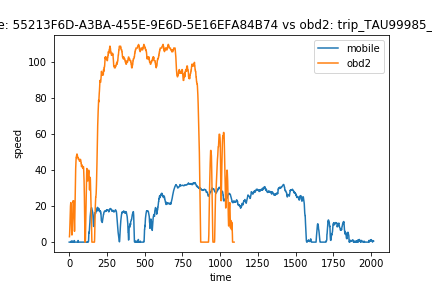 e: 55213F6D-A3BA-455E-9E6D-5E16EFA84B74 vs obd2: trip_TAU99985_
mobile
obd2
100
80
60
40
20
0
speed
0 250 500 750 1000 1250 1500 1750 2000
time